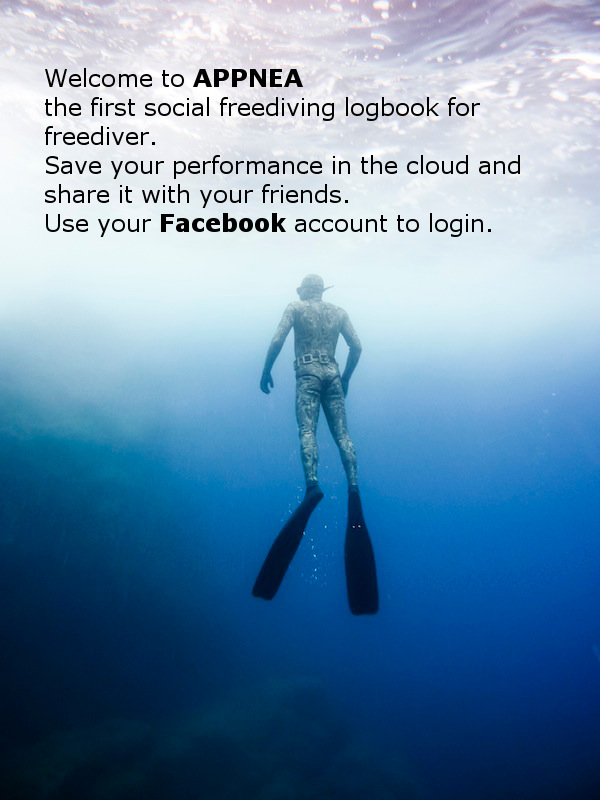 Welcome to APPNEA
the first social freediving logbook for
freediver.
Save your performance in the cloud and
share it with your friends.
Use your Facebook account to login.